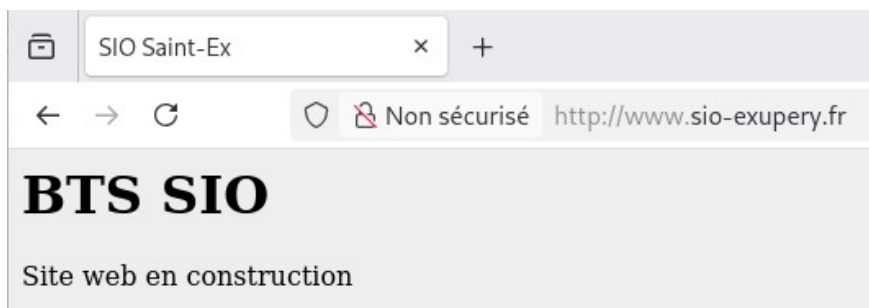 SIO Saint-Ex
Non sécurisé http://www.sio-exupery.fr
BTS SIO
Site web en construction